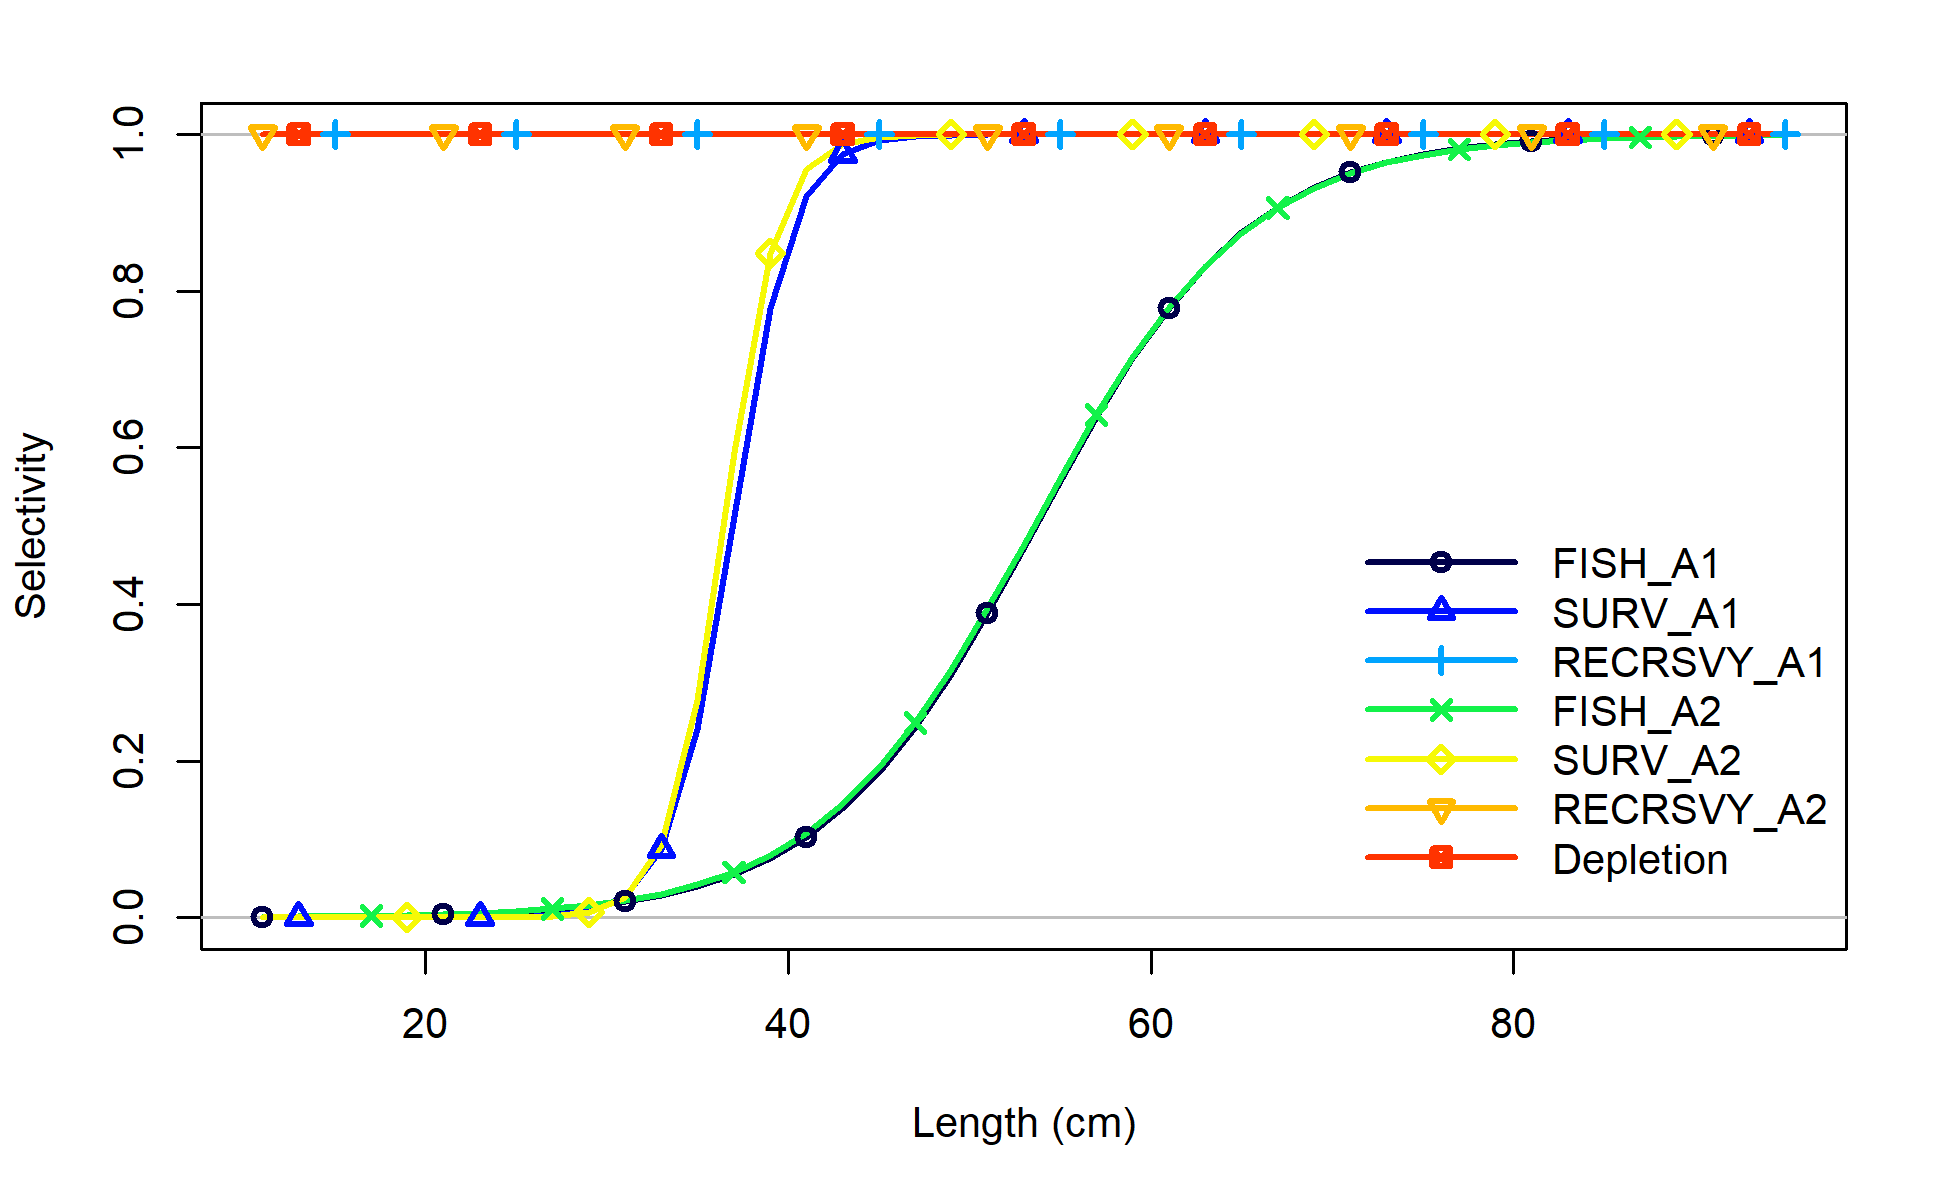 1.0
0.8
0.6
0.4
0.2
0.0
Selectivity
20 40 60 80
Length (cm)
FISH_A1
SURV_A1
RECRSVY_A1
FISH_A2
SURV_A2
RECRSVY_A2
Depletion